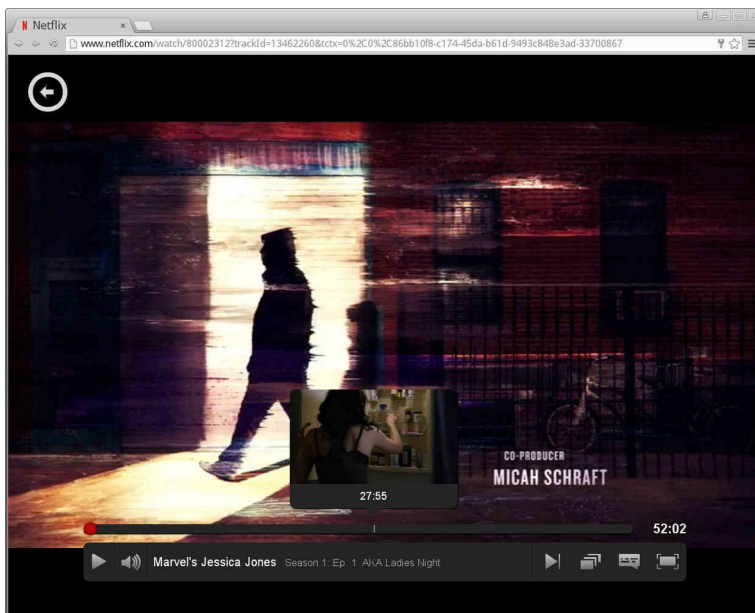 Netflix
www.netflix.com/watch/80002312?trackId=13462260&tctx=0%2C0%2C86bb10f8-c174-45da-b61d-9493c848e3ad-33700867
CO-PRODUCER
MICAH SCHRAFT
27:55
52:02
Marvel's Jessica Jones Season 1: Ep. 1 AKA Ladies Night